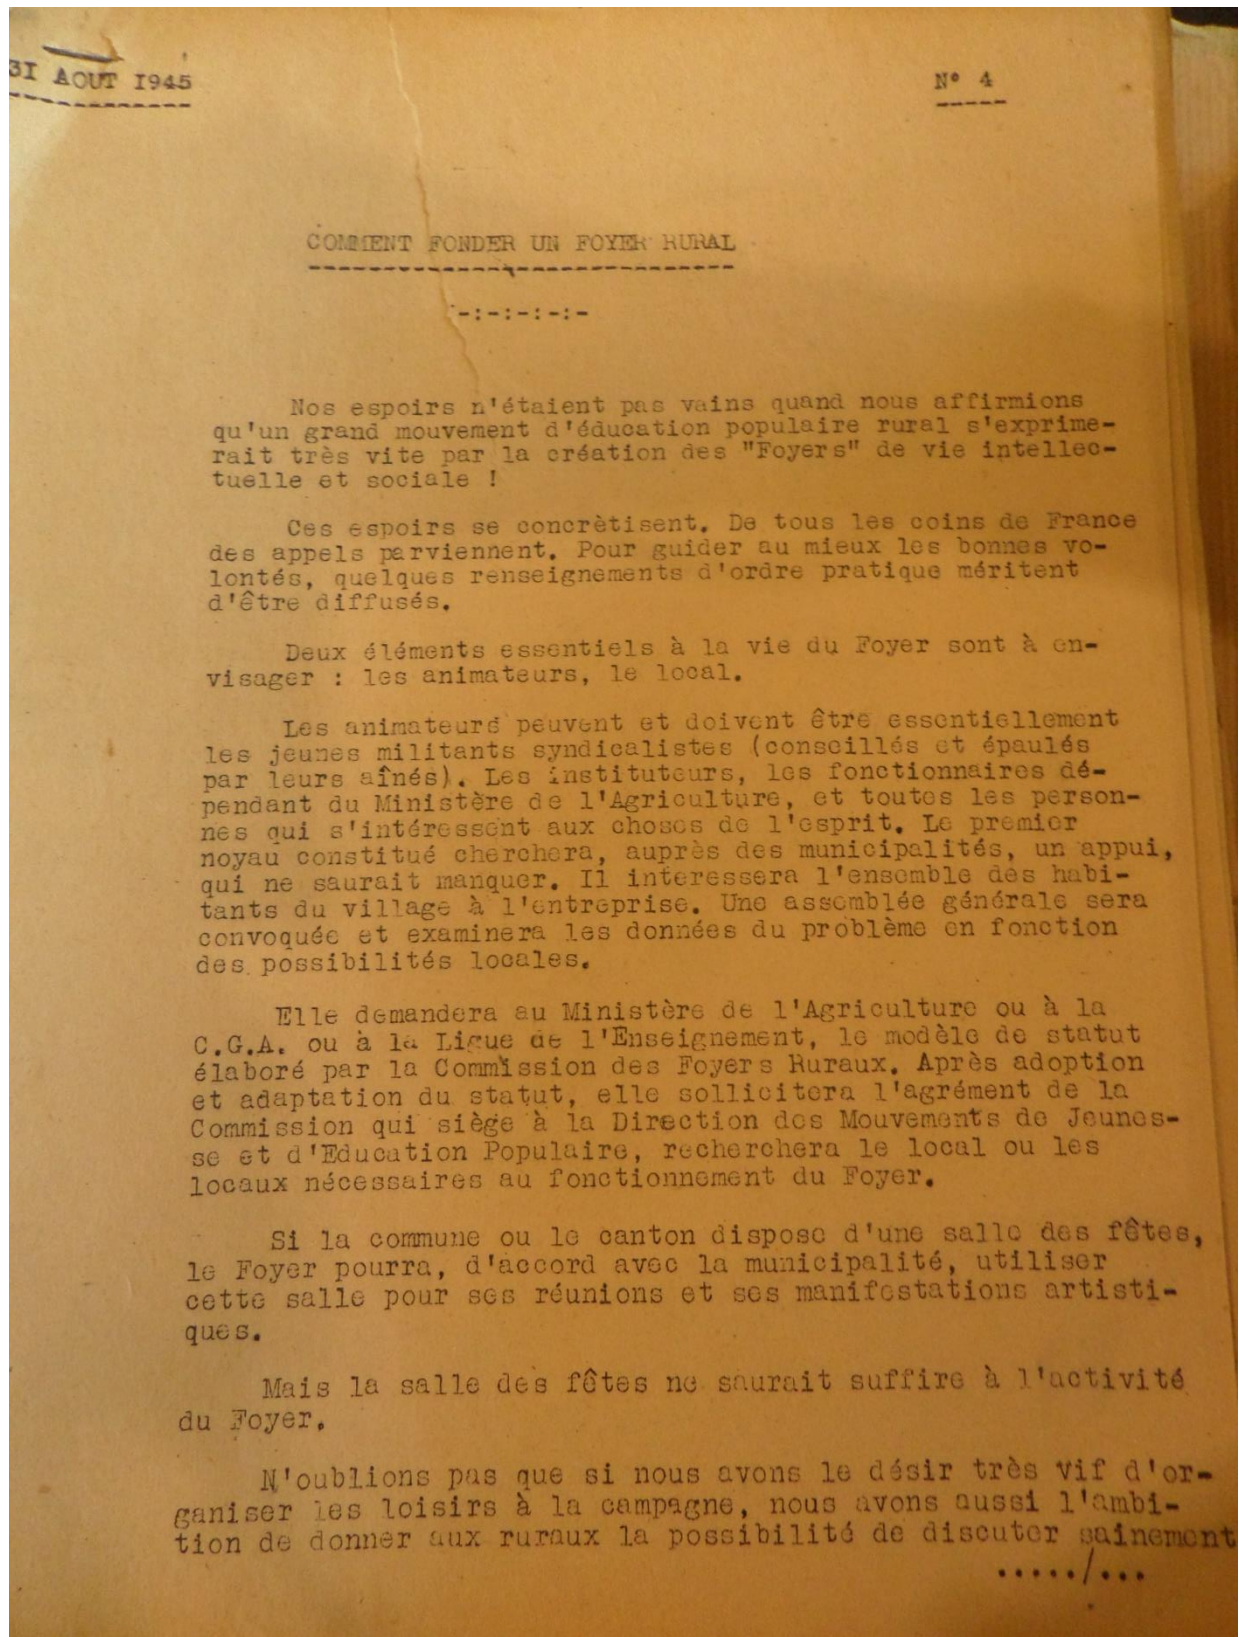 31 AOUT 1945
N° 4
COMMENT FONDER UN FOYER RURAL
-:-:-:-:-
Nos espoirs n'étaient pas vains quand nous affirmions
qu'un grand mouvement d'éducation populaire rural s'exprime-
rait très vite par la création des "Foyers" de vie intellec-
tuelle et sociale !
Ces espoirs se concrètisent. De tous les coins de France
des appels parviennent. Pour guider au mieux les bonnes vo-
lontés, quelques renseignements d'ordre pratique méritent
d'être diffusés.
Deux éléments essentiels à la vie du Foyer sont à en-
visager : les animateurs, le local.
Les animateurs peuvent et doivent être essentiellement
les jeunes militants syndicalistes (conseillés et épaulés
par leurs aînés). Les instituteurs, les fonctionnaires dé-
pendant du Ministère de l'Agriculture, et toutes les person-
nes qui s'intéressent aux choses de l'esprit. Le premier
noyau constitué cherchera, auprès des municipalités, un appui,
qui ne saurait manquer. Il interessera l'ensemble des habi-
tants du village à l'entreprise. Une assemblée générale sera
convoquée et examinera les données du problème en fonction
des possibilités locales.
Elle demandera au Ministère de l'Agriculture ou à la
C.G.A. ou à la Ligue de l'Enseignement, le modèle de statut
élaboré par la Commission des Foyers Ruraux. Après adoption
et adaptation du statut, elle sollicitera l'agrément de la
Commission qui siège à la Direction des Mouvements de Jeunes-
se et d'Education Populaire, recherchera le local ou les
locaux nécessaires au fonctionnement du Foyer.
Si la commune ou le canton dispose d'une salle des fêtes,
le Foyer pourra, d'accord avec la municipalité, utiliser
cette salle pour ses réunions et ses manifestations artisti-
ques.
Mais la salle des fêtes ne saurait suffire à l'activité
du Foyer.
N'oublions pas que si nous avons le désir très vif d'or-
ganiser les loisirs à la campagne, nous avons aussi l'ambi-
tion de donner aux ruraux la possibilité de discuter sainement
...../...